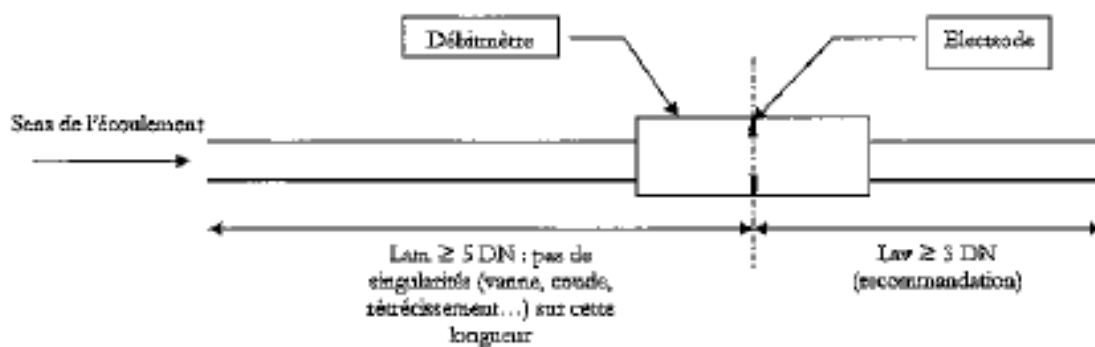 Débitmètre
Electrode
Sens de l'écoulement
Lam. ≥ 5 DN : pas de
singularités (vanne, coude,
rétrécissement...) sur cette
longueur
Lav ≥ 3 DN
(recommandation)